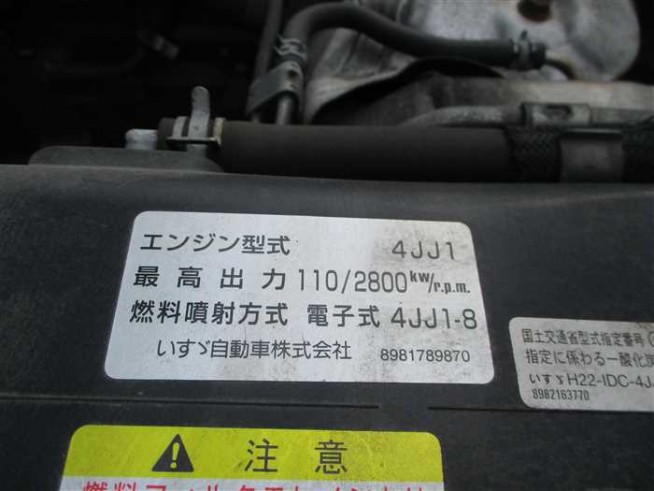 エンジン型式 4JJ1
最高出力 110/2800kw/r.p.m.
燃料噴射方式 電子式 4JJ1-8
いすゞ自動車株式会社 8981789870
国土交通省型式指定番号
指定に係わる一酸化炭
いすゞH22-IDC-4J
8982163770
注意